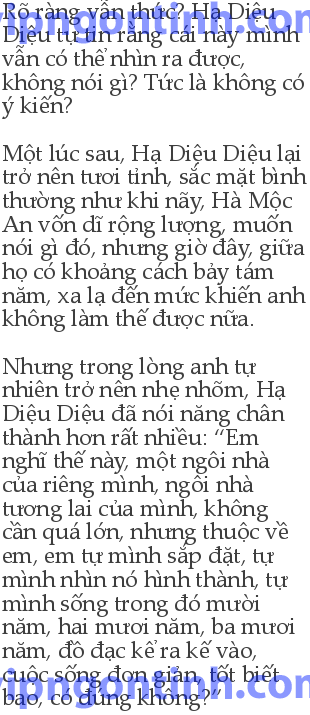 Rõ ràng vẫn thức? Hạ Diệu
Diệu tự tin rằng cái này mình
vẫn có thể nhìn ra được,
không nói gì? Tức là không có
ý kiến?
Một lúc sau, Hạ Diệu Diệu lại
trở nên tươi tỉnh, sắc mặt bình
thường như khi nãy, Hà Mộc
An vốn dĩ rộng lượng, muốn
nói gì đó, nhưng giờ đây, giữa
họ có khoảng cách bảy tám
năm, xa lạ đến mức khiến anh
không làm thế được nữa.
Nhưng trong lòng anh tự
nhiên trở nên nhẹ nhõm, Hạ
Diệu Diệu đã nói năng chân
thành hơn rất nhiều: “Em
nghĩ thế này, một ngôi nhà
của riêng mình, ngôi nhà
tương lai của mình, không
cần quá lớn, nhưng thuộc về
em, em tự mình sắp đặt, tự
mình nhìn nó hình thành, tự
mình sống trong đó mười
năm, hai mươi năm, ba mươi
năm, đồ đạc kể ra kế vào,
cuộc sống đơn giản, tốt biết
bao, có đúng không?”
vipngontinh.com
vipngontinh.com